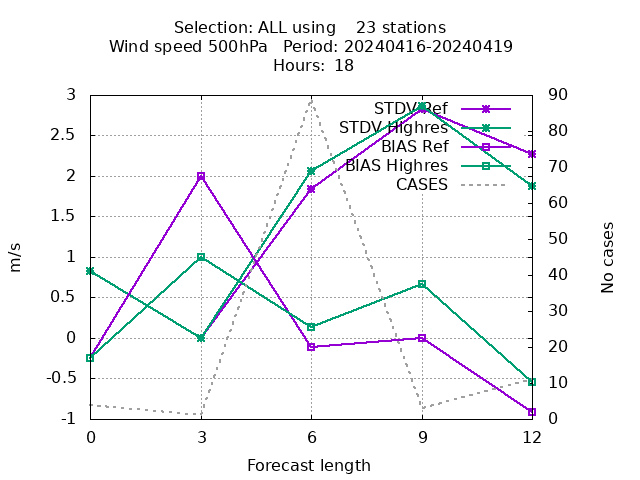 Selection: ALL using    23 stations
Wind speed 500hPa   Period: 20240416-20240419
Hours:  18
3
2.5
2
1.5
1
0.5
0
-0.5
-1
m/s
90
80
70
60
50
40
30
20
10
0
No cases
STDV Ref
STDV Highres
BIAS Ref
BIAS Highres
CASES
0
3
6
9
12
Forecast length